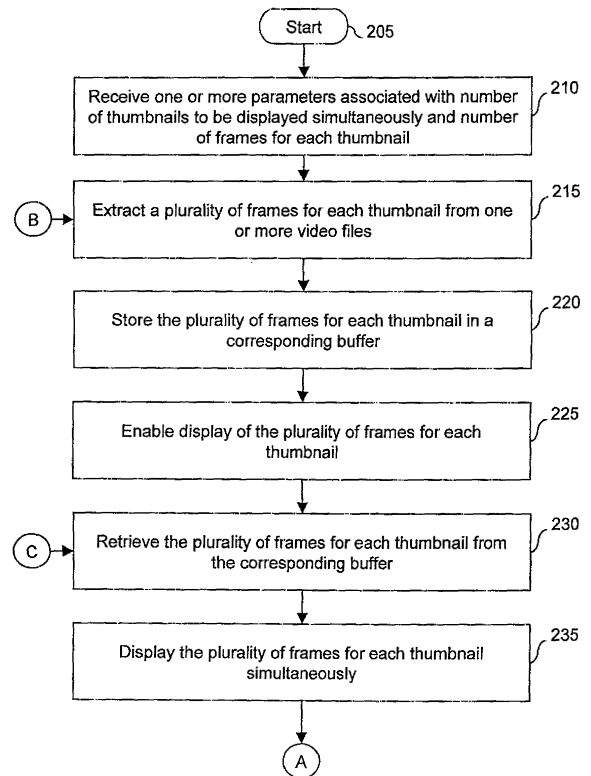 Start
205
Receive one or more parameters associated with number
of thumbnails to be displayed simultaneously and number
of frames for each thumbnail
210
B
Extract a plurality of frames for each thumbnail from one
or more video files
215
Store the plurality of frames for each thumbnail in a
corresponding buffer
220
Enable display of the plurality of frames for each
thumbnail
225
C
Retrieve the plurality of frames for each thumbnail from
the corresponding buffer
230
Display the plurality of frames for each thumbnail
simultaneously
235
A